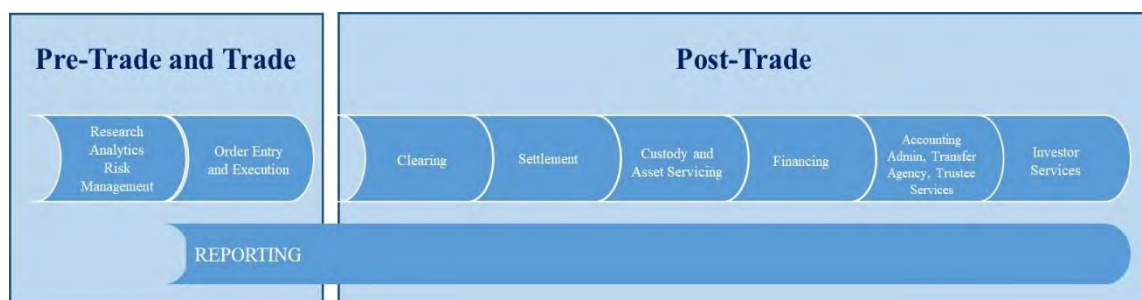 Pre-Trade and Trade
Post-Trade
Research
Analytics
Risk
Management
Order Entry
and Execution
Clearing
Settlement
Custody and
Asset Servicing
Financing
Accounting
Admin, Transfer
Agency, Trustee
Services
Investor
Services
REPORTING